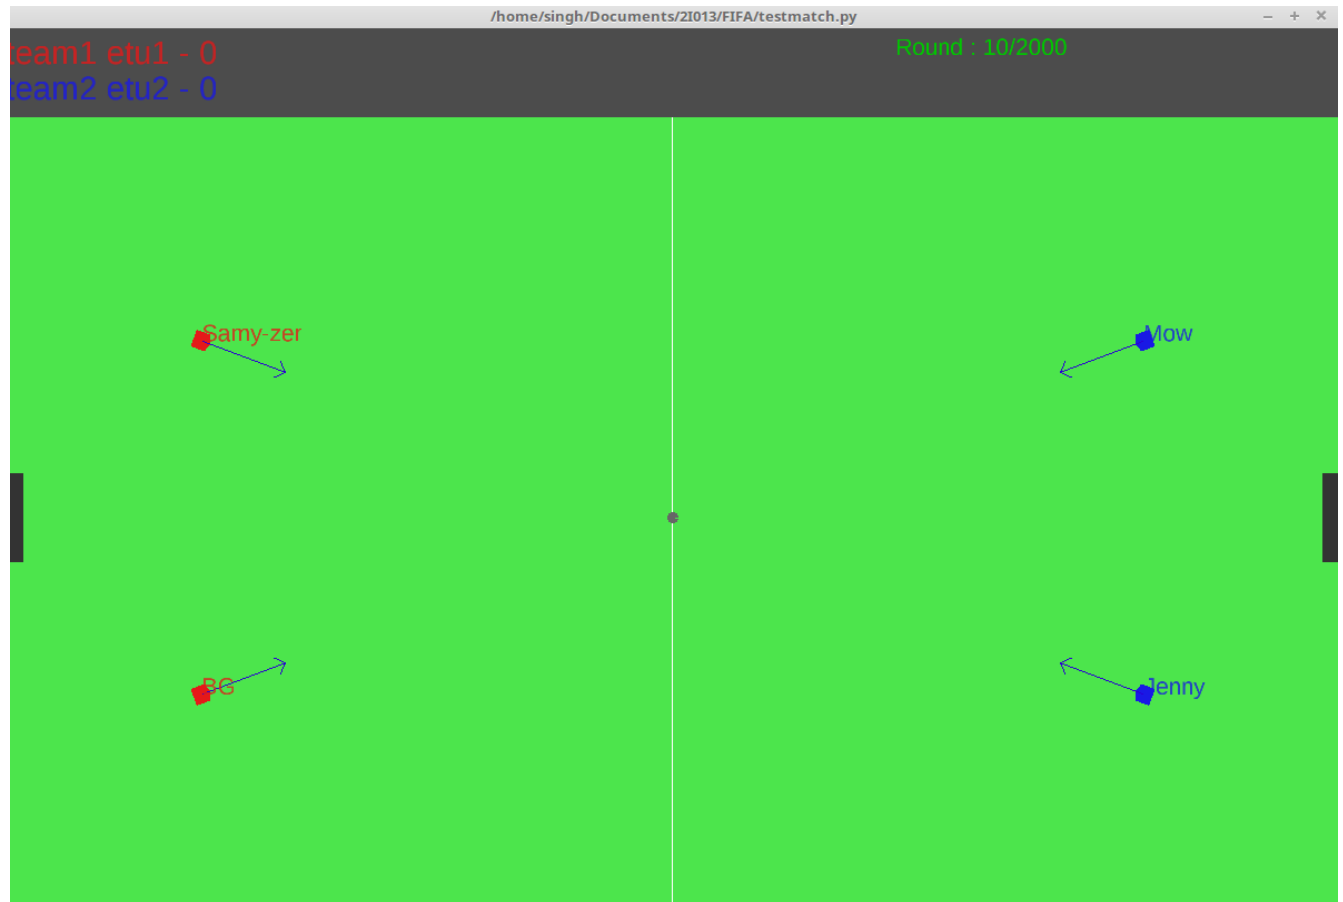 /home/singh/Documents/2I013/FIFA/testmatch.py
team1 etu1 - 0
Round : 10/2000
team2 etu2 - 0
Samy-zer
Mow
BG
Jenny